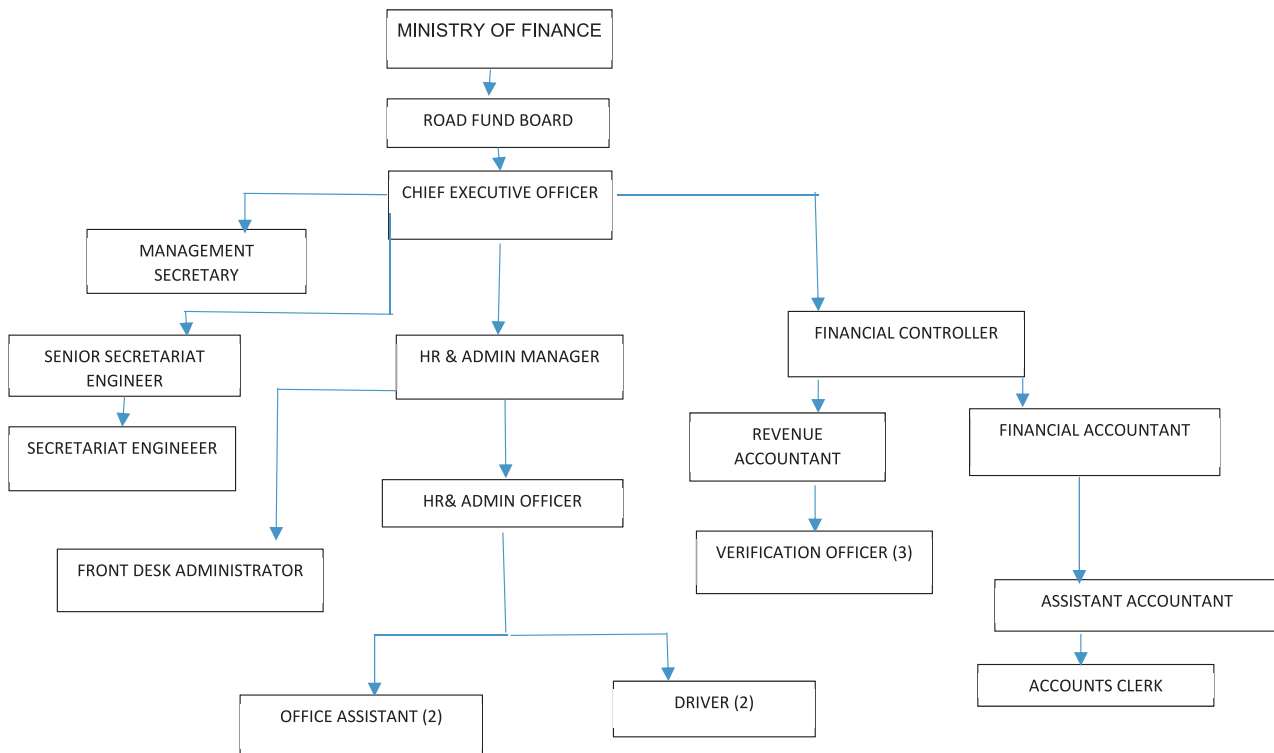 MINISTRY OF FINANCE
ROAD FUND BOARD
CHIEF EXECUTIVE OFFICER
MANAGEMENT
SECRETARY
SENIOR SECRETARIAT
ENGINEER
HR & ADMIN MANAGER
FINANCIAL CONTROLLER
SECRETARIAT ENGINEEER
REVENUE
ACCOUNTANT
FINANCIAL ACCOUNTANT
HR& ADMIN OFFICER
FRONT DESK ADMINISTRATOR
VERIFICATION OFFICER (3)
ASSISTANT ACCOUNTANT
OFFICE ASSISTANT (2)
DRIVER (2)
ACCOUNTS CLERK